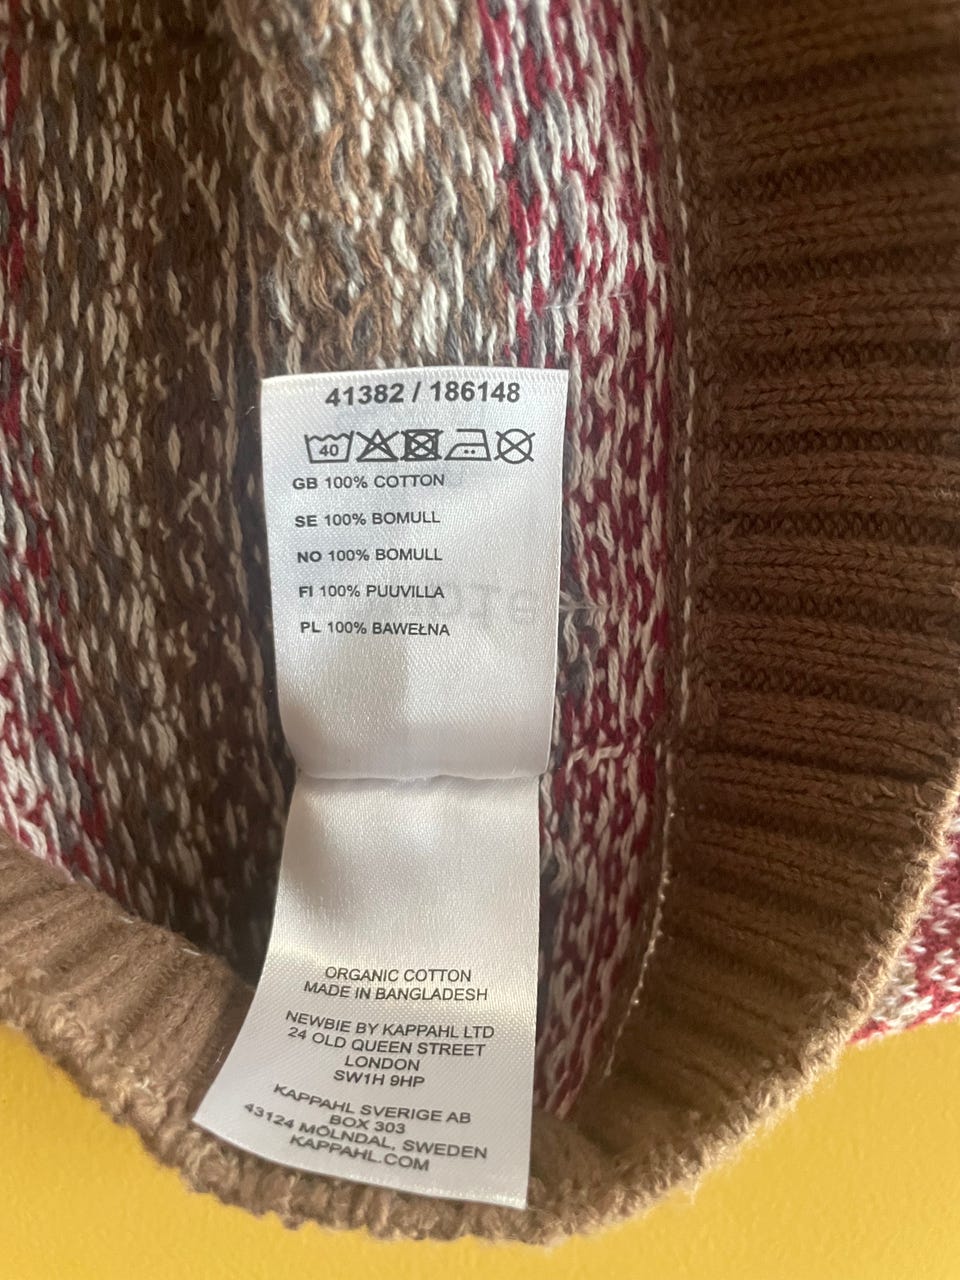 41382 / 186148
40
GB 100% COTTON
SE 100% BOMULL
NO 100% BOMULL
FI 100% PUUVILLA
PL 100% BAWEŁNA
ORGANIC COTTON
MADE IN BANGLADESH
NEWBIE BY KAPPAHL LTD
24 OLD QUEEN STREET
LONDON
SW1H 9HP
KAPPAHL SVERIGE AB
BOX 303
43124 MÖLNDAL, SWEDEN
KAPPAHL.COM